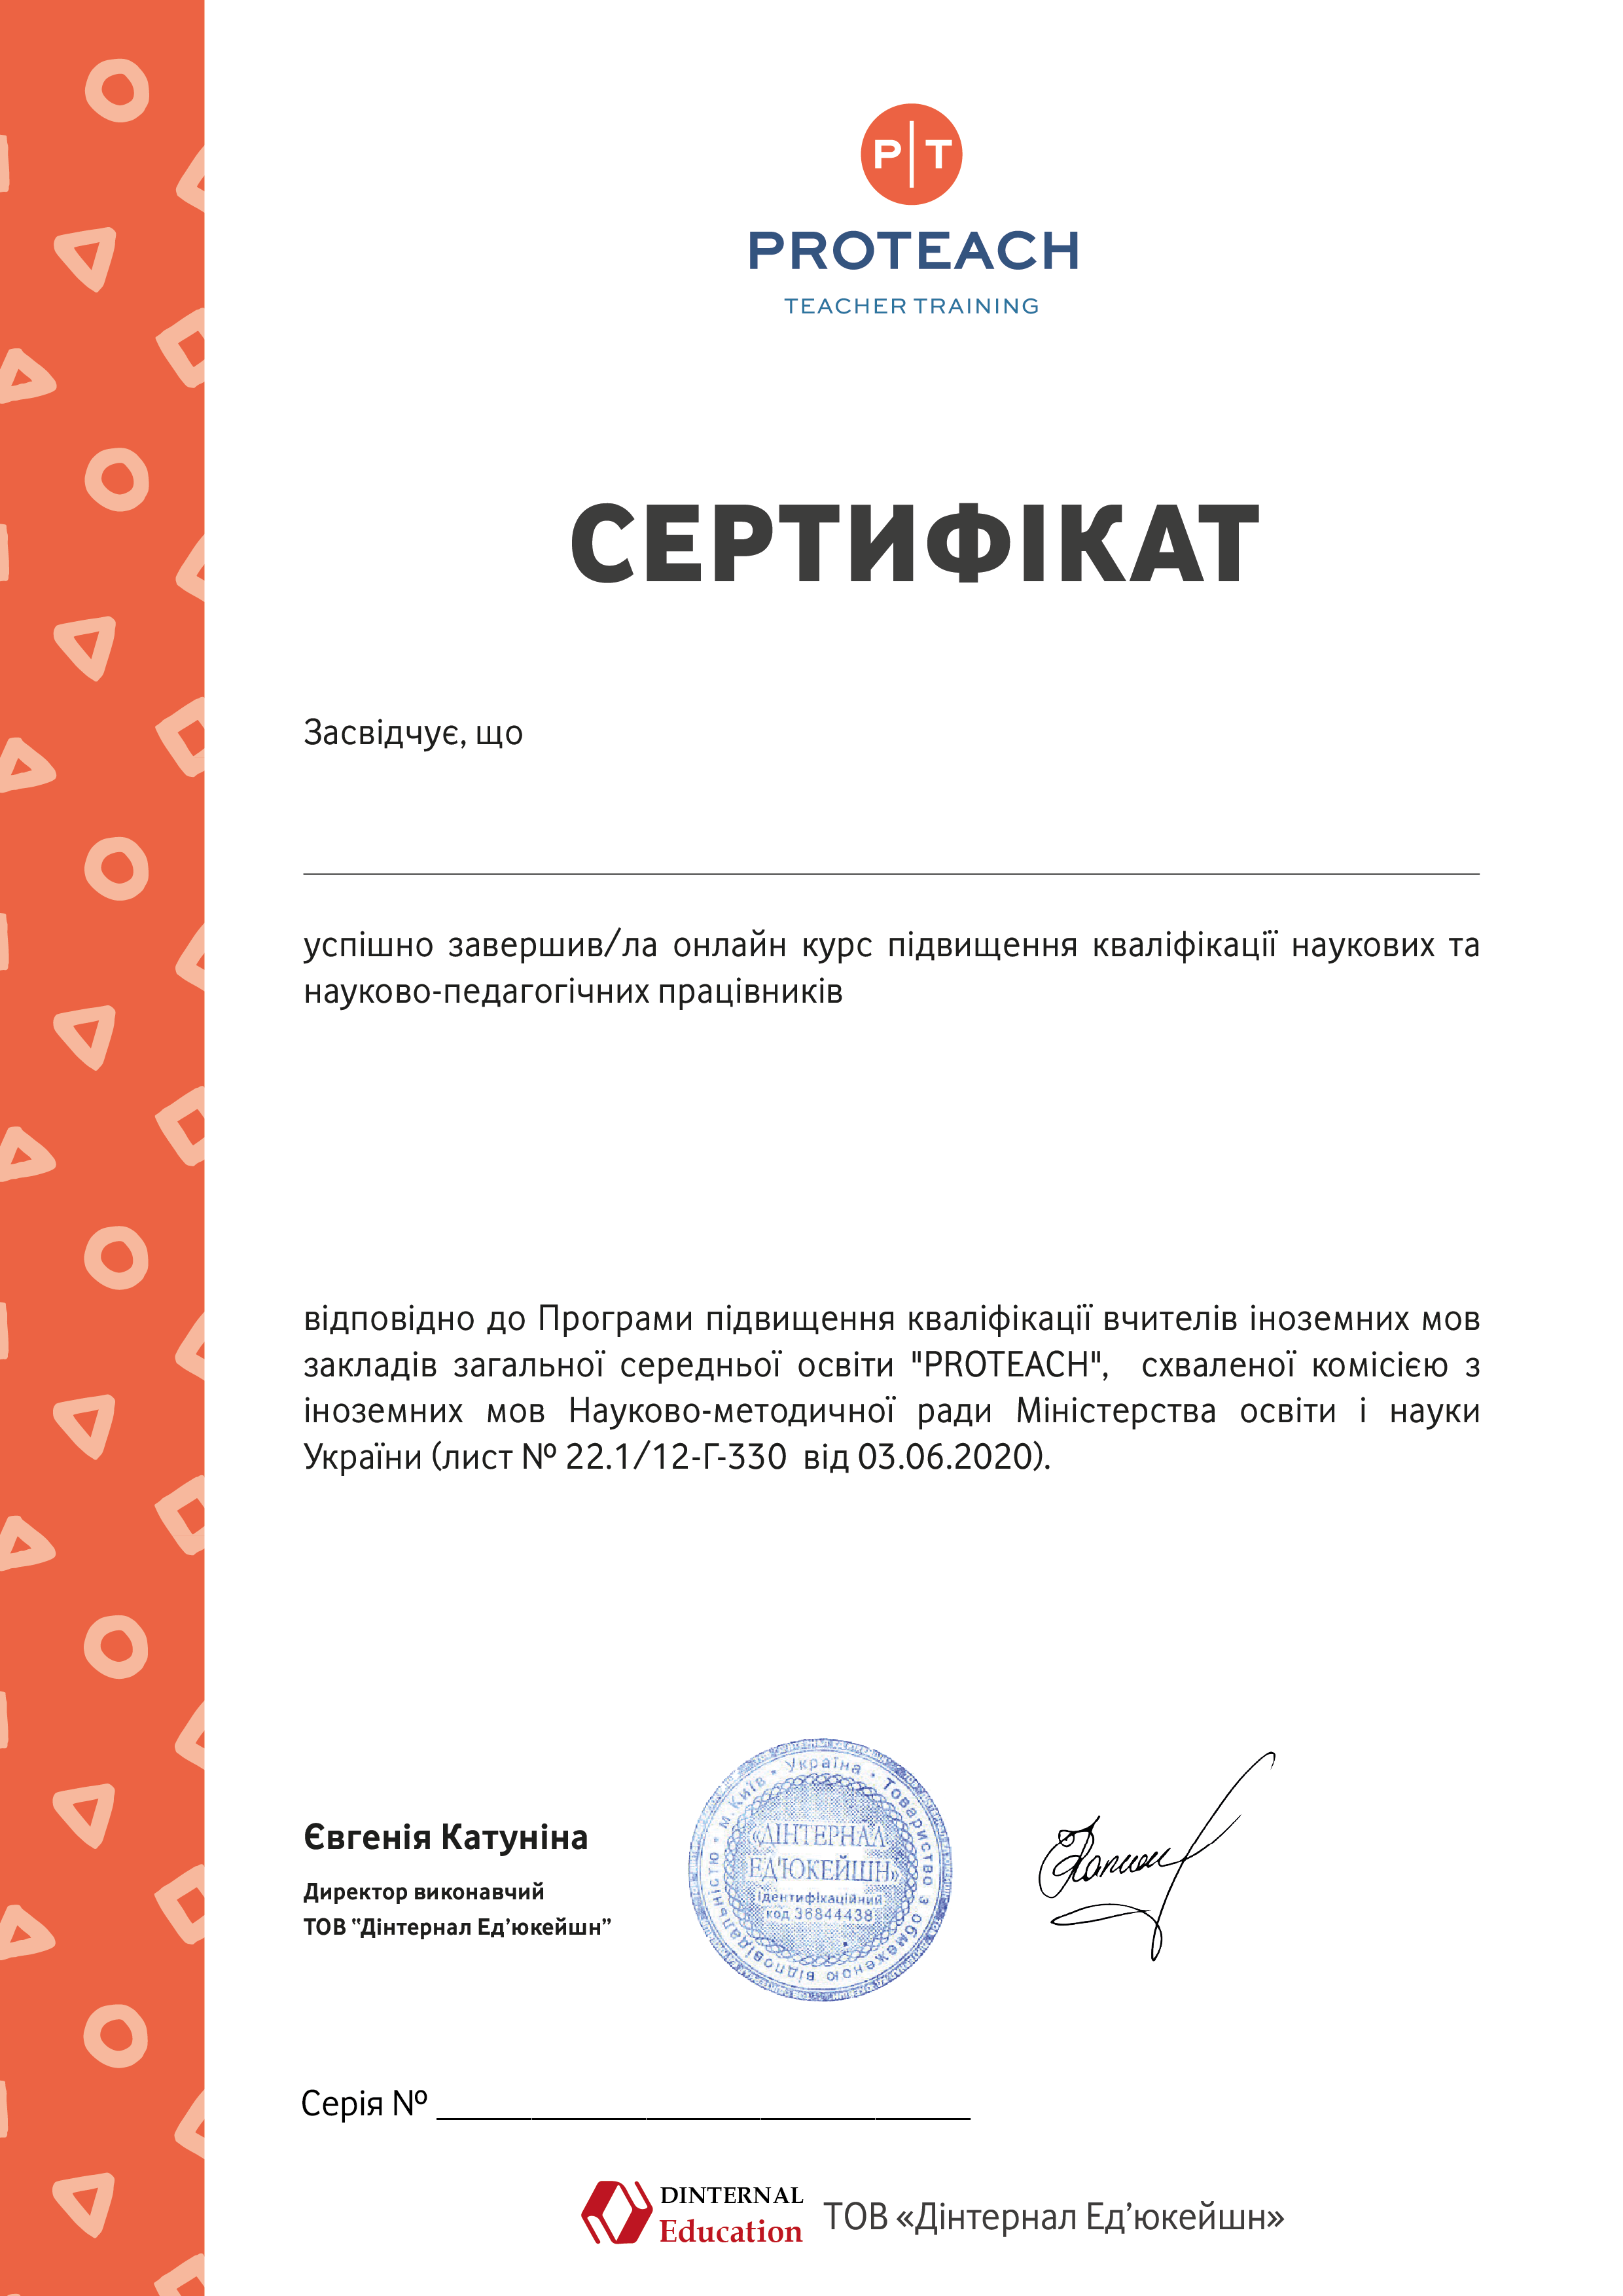 P|T
PROTEACH
TEACHER TRAINING
СЕРТИФІКАТ
Засвідчує, що
успішно завершив/ла онлайн курс підвищення кваліфікації наукових та
науково-педагогічних працівників
відповідно до Програми підвищення кваліфікації вчителів іноземних мов
закладів загальної середньої освіти "PROTEACH", схваленої комісією з
іноземних мов Науково-методичної ради Міністерства освіти і науки
України (лист № 22.1/12-Г-330 від 03.06.2020).
Євгенія Катуніна
Директор виконавчий
ТОВ “Дінтернал Ед’юкейшн”
м. Київ • Україна • Товариство з обмеженою відповідальністю •
«ДІНТЕРНАЛ
ЕД'ЮКЕЙШН»
ідентифікаційний
код 36844438
Серія № ____________________________
DINTERNAL
Education
ТОВ «Дінтернал Ед’юкейшн»